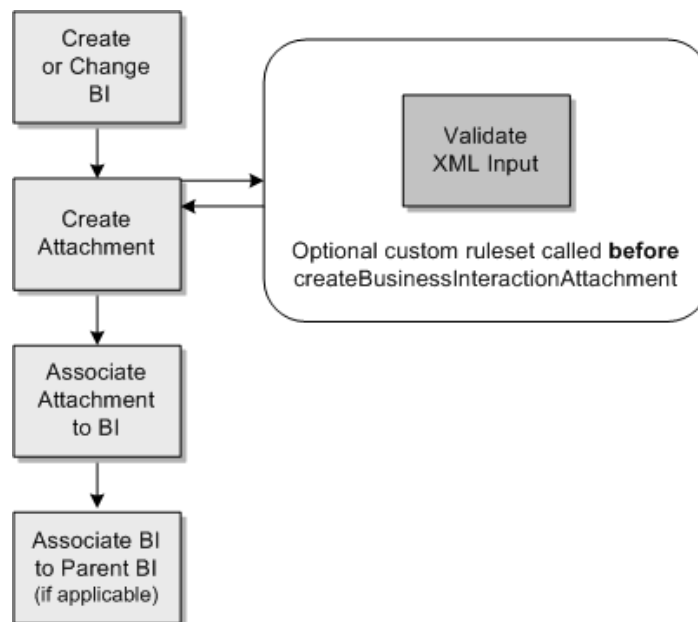 Create
or Change
BI
Create
Attachment
Validate
XML Input
Optional custom ruleset called before
createBusinessInteractionAttachment
Associate
Attachment
to BI
Associate BI
to Parent BI
(if applicable)